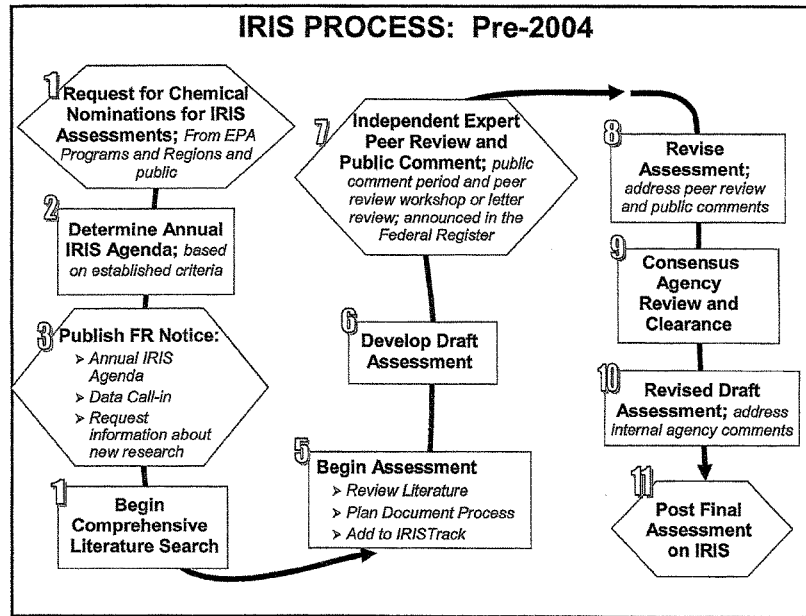 IRIS PROCESS: Pre-2004
1
Request for Chemical
Nominations for IRIS
Assessments; From EPA
Programs and Regions and
public
2
Determine Annual
IRIS Agenda; based
on established criteria
3
Publish FR Notice:
➢ Annual IRIS
Agenda
➢ Data Call-in
➢ Request
information about
new research
1
Begin
Comprehensive
Literature Search
5
Begin Assessment
➢ Review Literature
➢ Plan Document Process
➢ Add to IRISTrack
6
Develop Draft
Assessment
7
Independent Expert
Peer Review and
Public Comment; public
comment period and peer
review workshop or letter
review; announced in the
Federal Register
8
Revise
Assessment;
address peer review
and public comments
9
Consensus
Agency
Review and
Clearance
10
Revised Draft
Assessment; address
internal agency comments
11
Post Final
Assessment
on IRIS